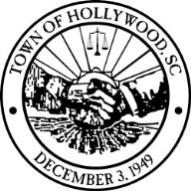 TOWN OF HOLLYWOOD, SC
DECEMBER 3, 1949